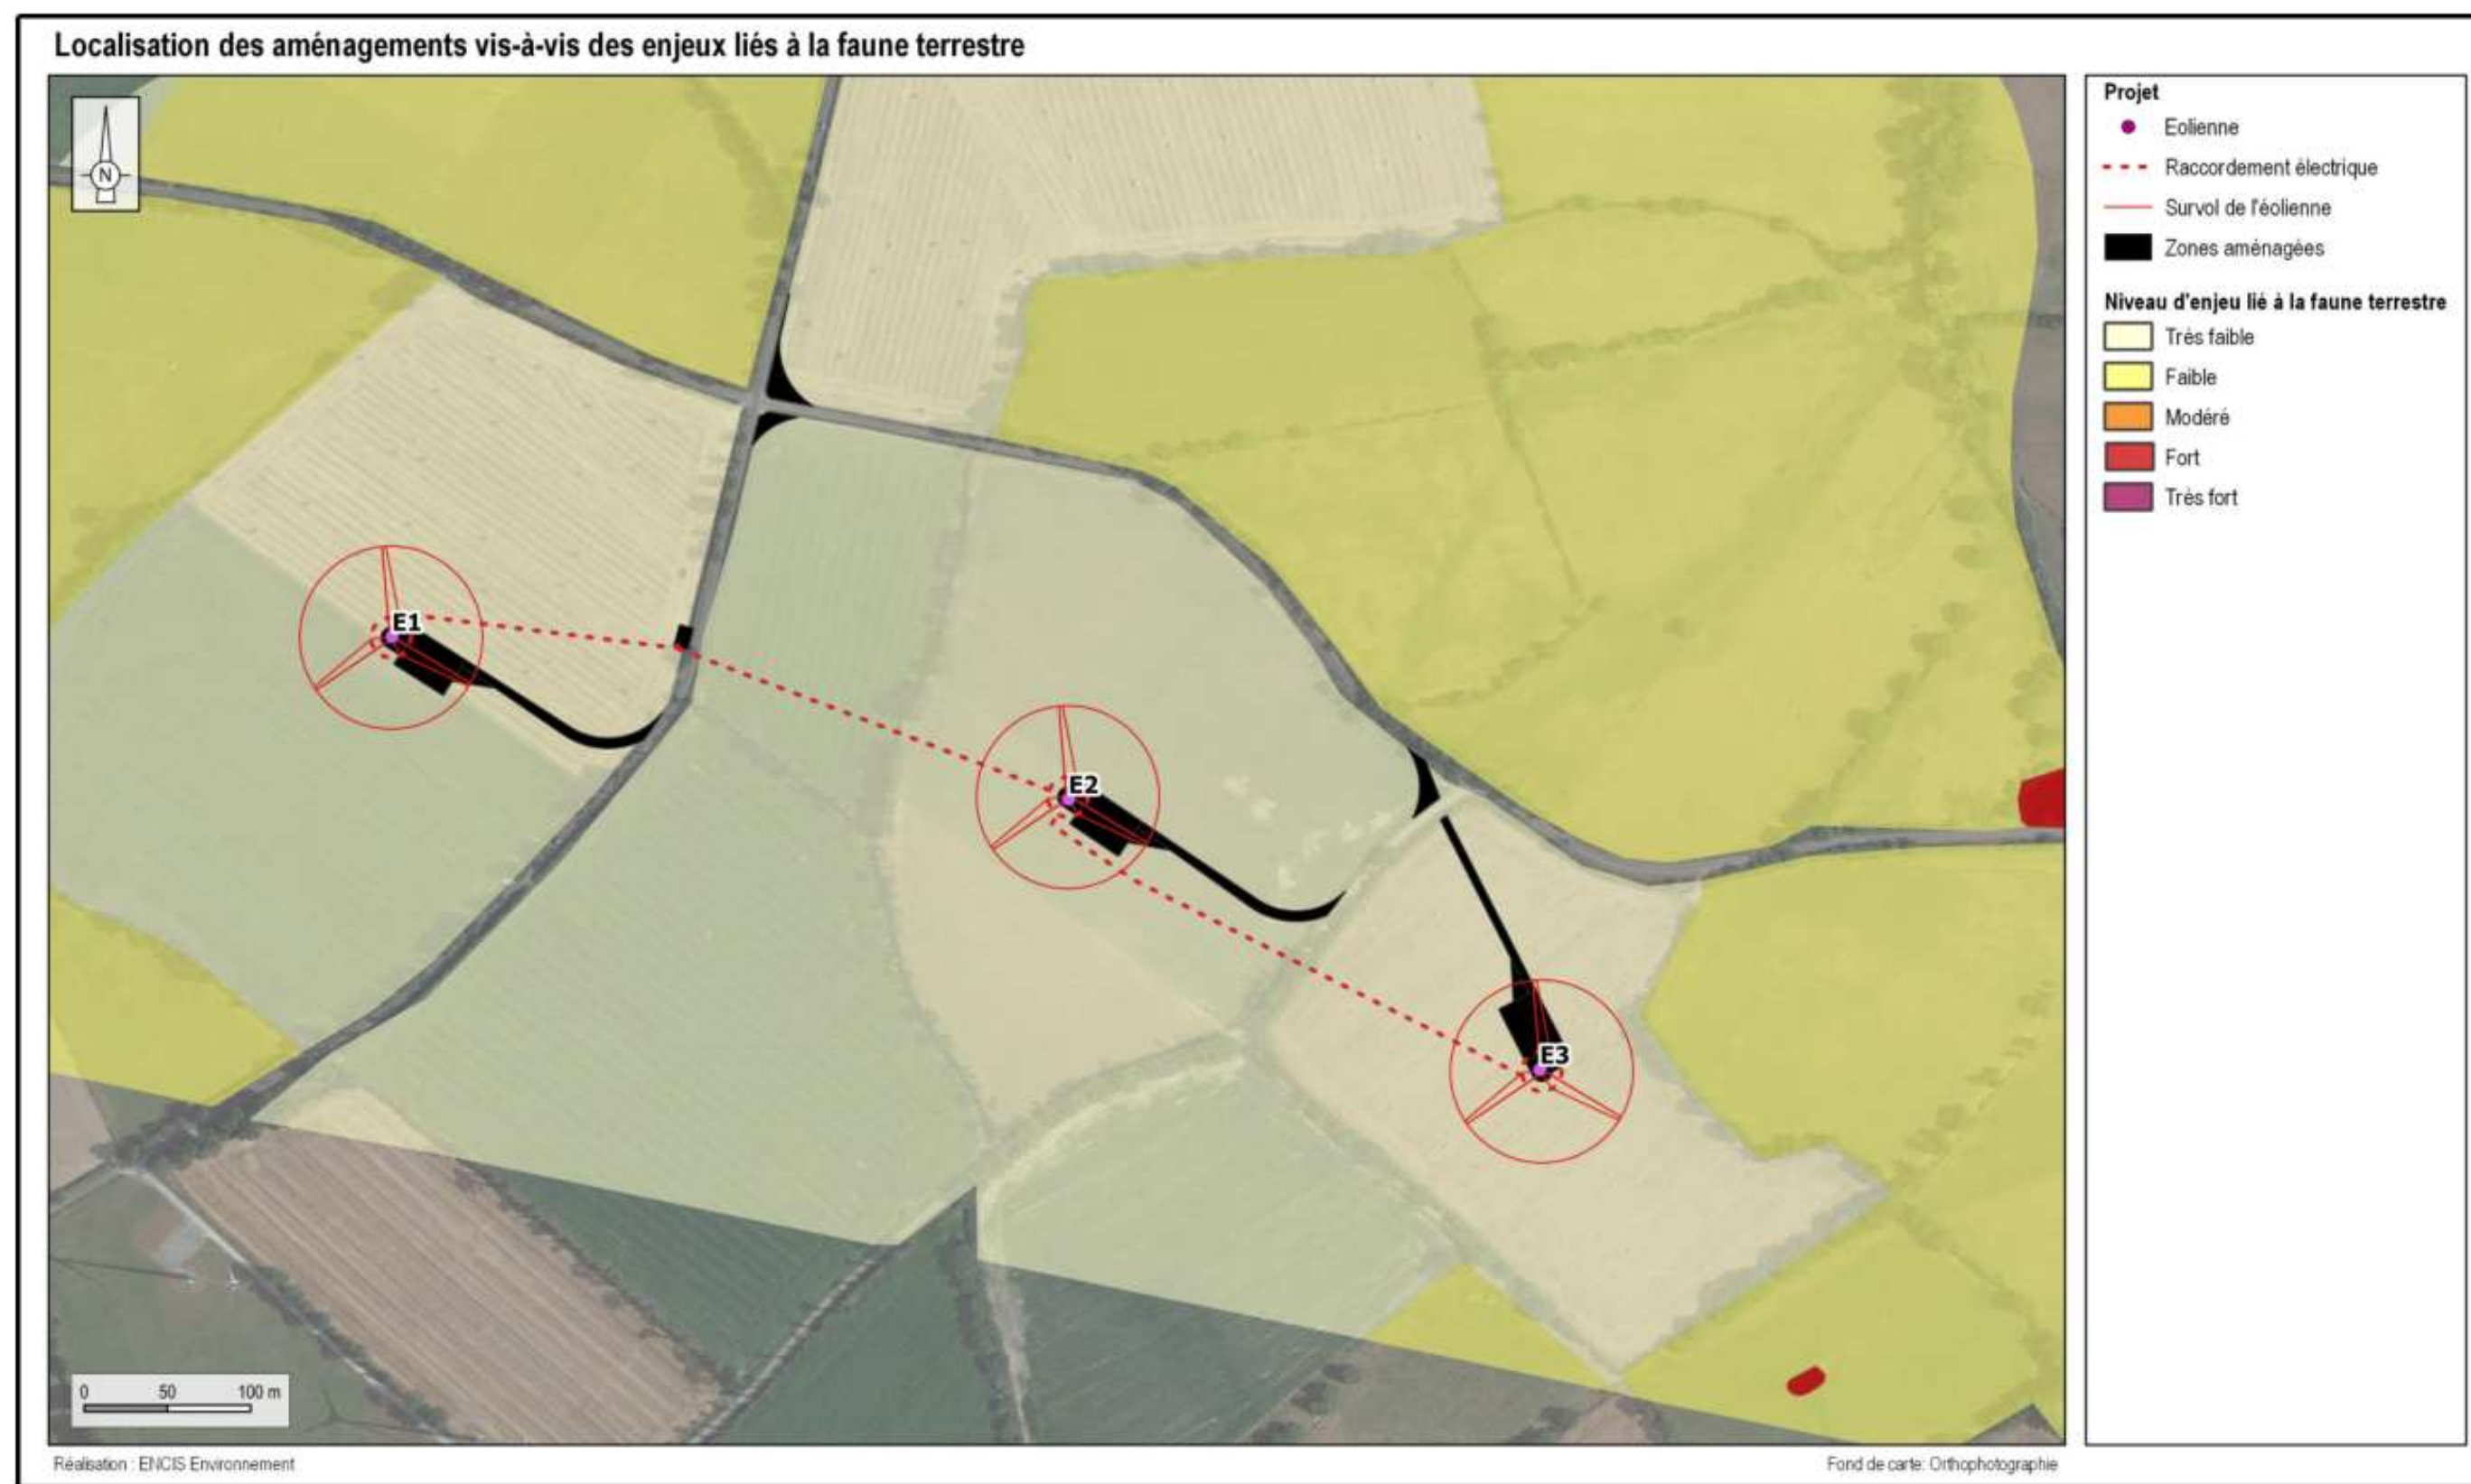 Localisation des aménagements vis-à-vis des enjeux liés à la faune terrestre
N
E1
E2
E3
0 50 100 m
Projet
Eolienne
Raccordement électrique
Survol de l'éolienne
Zones aménagées
Niveau d'enjeu lié à la faune terrestre
Très faible
Faible
Modéré
Fort
Très fort
Réalisation : ENCIS Environnement
Fond de carte: Orthophotographie